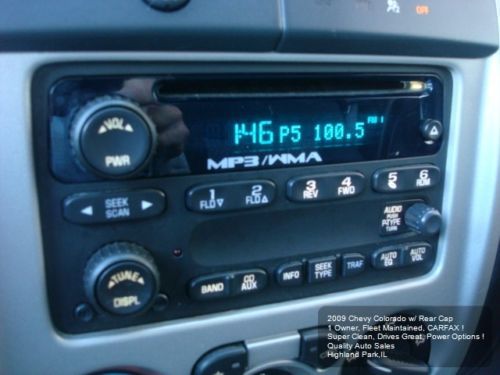 OFF
1:46 P5 100.5 FM1
MP3/WMA
VOL
PWR
SEEK
SCAN
1
FLD
2
FLD
3
REV
4
FWD
5
6
RDM
AUDIO
PUSH
P-TYPE
TURN
TUNE
DISPL
BAND
CD
AUX
INFO
SEEK
TYPE
TRAF
AUTO
EQ
AUTO
VOL
2009 Chevy Colorado w/ Rear Cap
1 Owner, Fleet Maintained, CARFAX !
Super Clean, Drives Great, Power Options !
Quality Auto Sales
Highland Park,IL